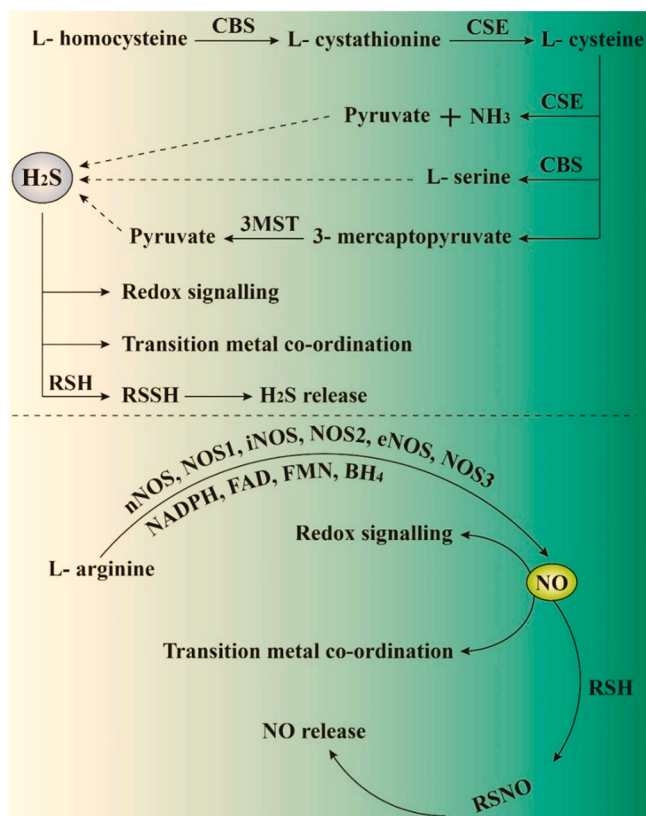 L- homocysteine CBS L- cystathionine CSE L- cysteine
Pyruvate + NH₃ CSE
H₂S
L- serine CBS
Pyruvate 3MST 3- mercaptopyruvate
Redox signalling
Transition metal co-ordination
RSH RSSH H₂S release
nNOS, NOS1, iNOS, NOS2, eNOS, NOS3
NADPH, FAD, FMN, BH₄
L- arginine
Redox signalling
NO
Transition metal co-ordination
RSH
NO release
RSNO